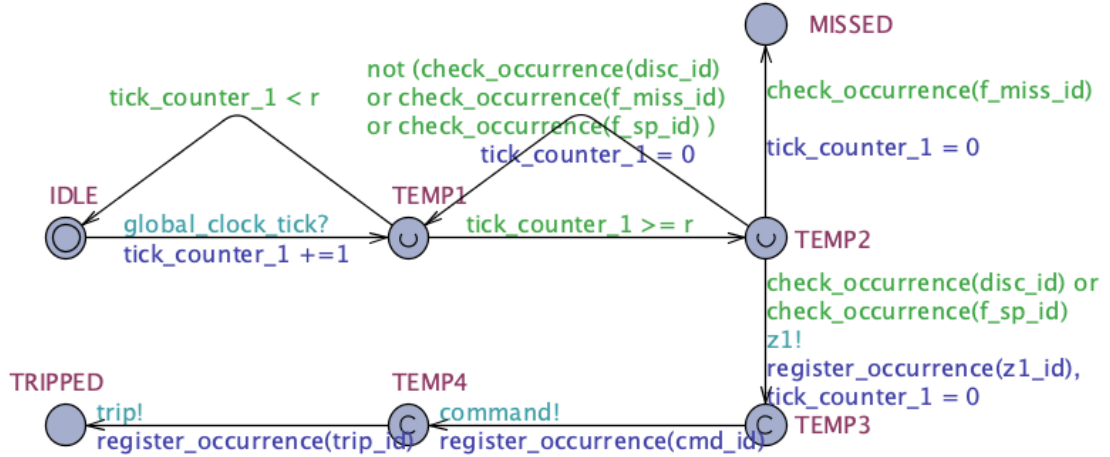 MISSED
not (check_occurrence(disc_id)
or check_occurrence(f_miss_id)
or check_occurrence(f_sp_id) )
tick_counter_1 = 0
tick_counter_1 < r
check_occurrence(f_miss_id)
tick_counter_1 = 0
IDLE
global_clock_tick?
tick_counter_1 +=1
TEMP1
tick_counter_1 >= r
TEMP2
check_occurrence(disc_id) or
check_occurrence(f_sp_id)
z1!
register_occurrence(z1_id),
tick_counter_1 = 0
TRIPPED
trip!
register_occurrence(trip_id)
TEMP4
command!
register_occurrence(cmd_id)
TEMP3